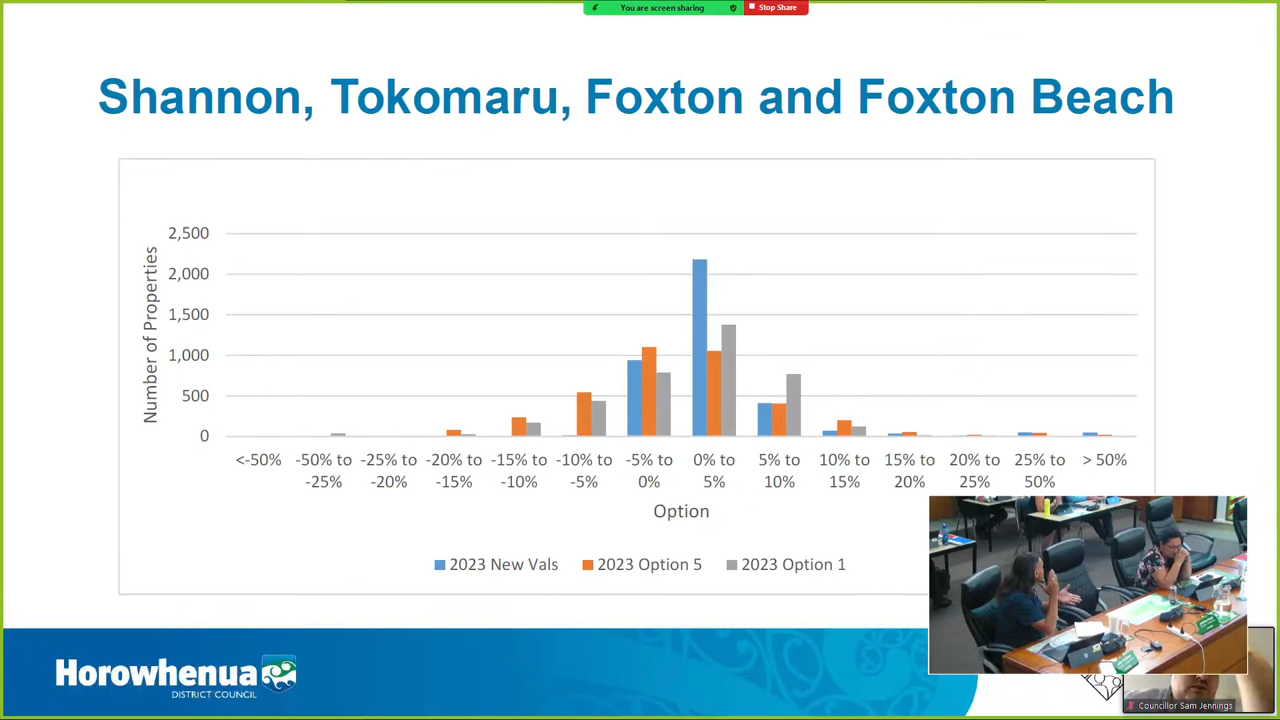 You are screen sharing
Stop Share
Shannon, Tokomaru, Foxton and Foxton Beach
Number of Properties
2,500
2,000
1,500
1,000
500
0
<-50% -50% to -25% to -20% to -15% to -10% to -5% to 0% to 5% to 10% to 15% to 20% to 25% to > 50%
-25% -20% -15% -10% -5% 0% 5% 10% 15% 20% 25% 50%
Option
2023 New Vals 2023 Option 5 2023 Option 1
Horowhenua
DISTRICT COUNCIL
Councillor Sam Jennings